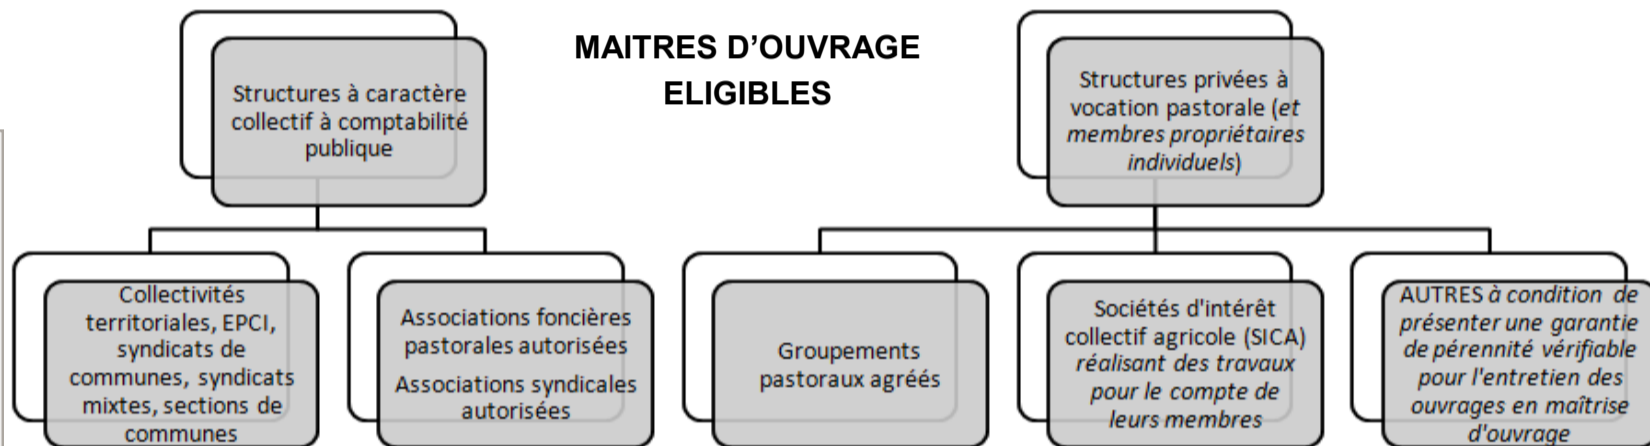 MAITRES D'OUVRAGE
ELIGIBLES
Structures à caractère
collectif à comptabilité
publique
Structures privées à
vocation pastorale (et
membres propriétaires
individuels)
Collectivités
territoriales, EPCI,
syndicats de
communes, syndicats
mixtes, sections de
communes
Associations foncières
pastorales autorisées
Associations syndicales
autorisées
Groupements
pastoraux agréés
Sociétés d'intérêt
collectif agricole (SICA)
réalisant des travaux
pour le compte de
leurs membres
AUTRES à condition de
présenter une garantie
de pérennité vérifiable
pour l'entretien des
ouvrages en maîtrise
d'ouvrage